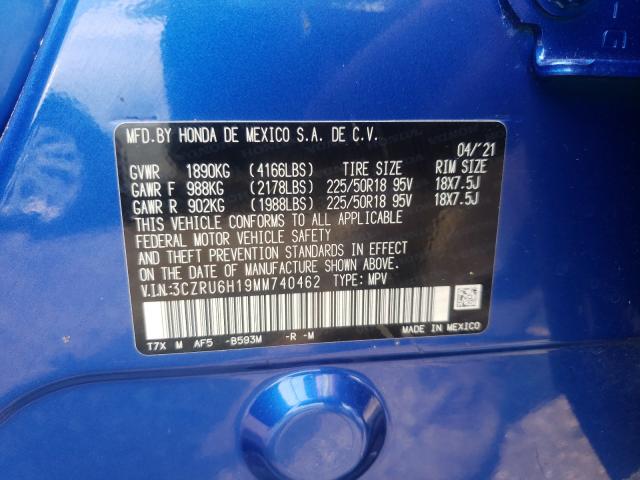 MFD.BY HONDA DE MEXICO S.A. DE C.V.
04/'21
GVWR 1890KG (4166LBS) TIRE SIZE RIM SIZE
GAWR F 988KG (2178LBS) 225/50R18 95V 18X7.5J
GAWR R 902KG (1988LBS) 225/50R18 95V 18X7.5J
THIS VEHICLE CONFORMS TO ALL APPLICABLE
FEDERAL MOTOR VEHICLE SAFETY
AND THEFT PREVENTION STANDARDS IN EFFECT
ON THE DATE OF MANUFACTURE SHOWN ABOVE.
V.I.N.:3CZRU6H19MM740462 TYPE: MPV
MADE IN MEXICO
T7X M AF5 -B593M -R -M